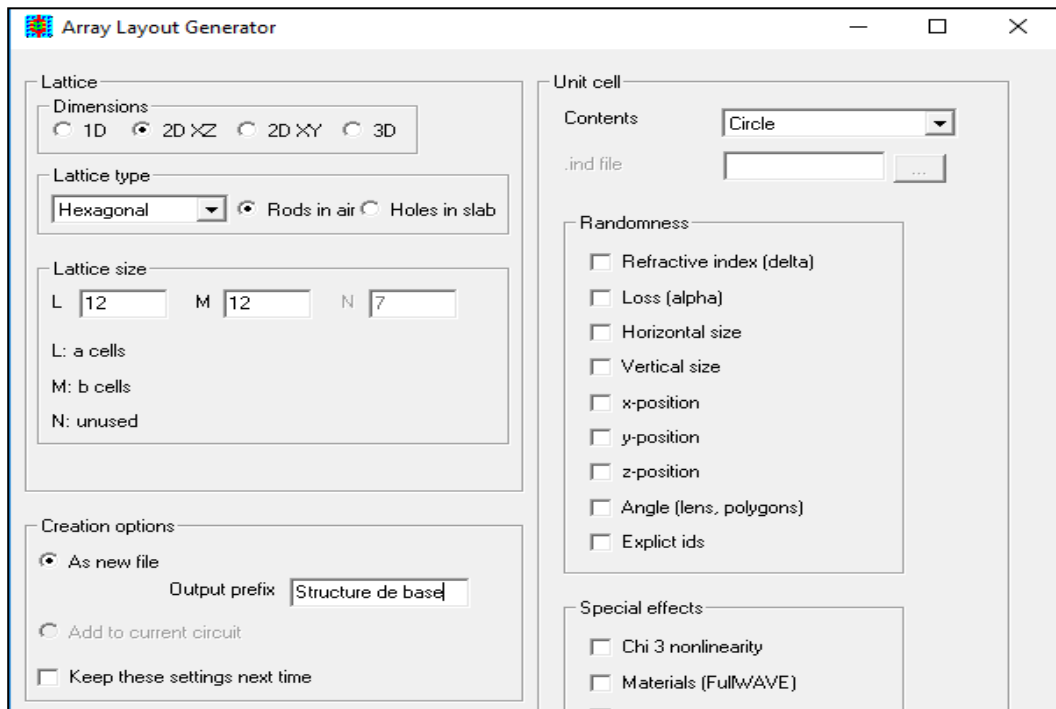 Array Layout Generator
Lattice
Dimensions
1D 2D XZ 2D XY 3D
Lattice type
Hexagonal Rods in air Holes in slab
Lattice size
L 12 M 12 N 7
L: a cells
M: b cells
N: unused
Creation options
As new file
Output prefix Structure de base
Add to current circuit
Keep these settings next time
Unit cell
Contents Circle
.ind file ...
Randomness
Refractive index (delta)
Loss (alpha)
Horizontal size
Vertical size
x-position
y-position
z-position
Angle (lens, polygons)
Explict ids
Special effects
Chi 3 nonlinearity
Materials (FullWAVE)